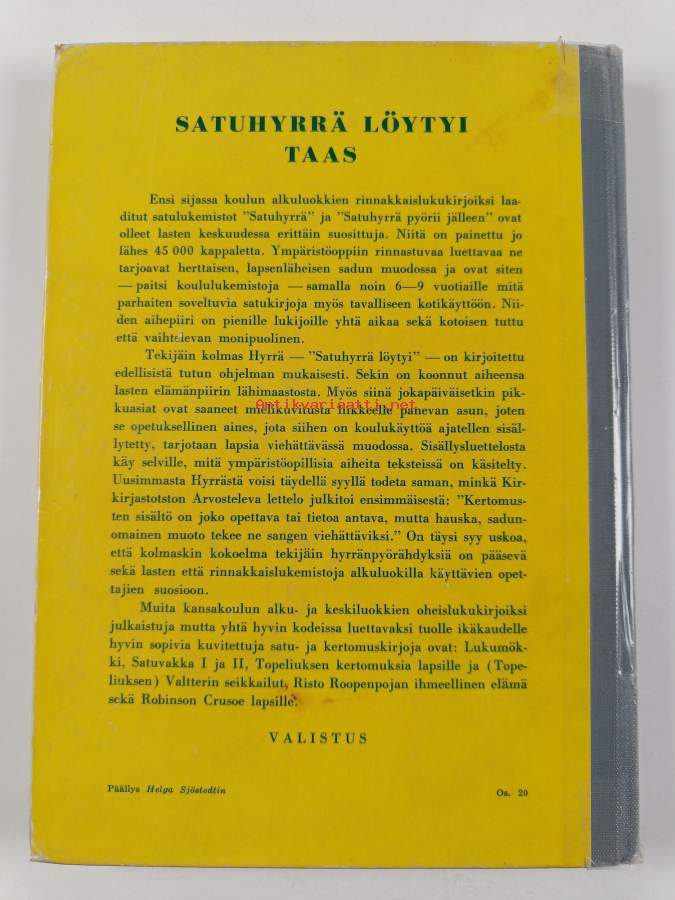 SATUHYRRÄ LÖYTYI
TAAS
Ensi sijassa koulun alkuluokkien rinnakkaislukukirjoiksi laa-
ditut satulukemistot "Satuhyrrä" ja "Satuhyrrä pyörii jälleen" ovat
olleet lasten keskuudessa erittäin suosittuja. Niitä on painettu jo
lähes 45 000 kappaletta. Ympäristöoppiin rinnastuvaa luettavaa ne
tarjoavat herttaisen, lapsenläheisen sadun muodossa ja ovat siten
— paitsi koululukemistoja — samalla noin 6—9 vuotiaille mitä
parhaiten soveltuvia satukirjoja myös tavalliseen kotikäyttöön. Nii-
den aihepiiri on pienille lukijoille yhtä aikaa sekä kotoisen tuttu
että vaihtelevan monipuolinen.
Tekijäin kolmas Hyrrä — "Satuhyrrä löytyi" — on kirjoitettu
edellisistä tutun ohjelman mukaisesti. Sekin on koonnut aiheensa
lasten elämänpiirin lähimaastosta. Myös siinä jokapäiväisetkin pik-
kuasiat ovat saaneet mielikuvitusta liikkeelle panevan asun, joten
Antikvariaatti.net
se opetuksellinen aines, jota siihen on koulukäyttöä ajatellen sisäl-
lytetty, tarjotaan lapsia viehättävässä muodossa. Sisällysluettelosta
käy selville, mitä ympäristöopillisia aiheita teksteissä on käsitelty.
Uusimmasta Hyrrästä voisi täydellä syyllä todeta saman, minkä Kir-
kirjastotston Arvosteleva lettelo julkitoi ensimmäisestä: "Kertomus-
ten sisältö on joko opettava tai tietoa antava, mutta hauska, sadun-
omainen muoto tekee ne sangen viehättäviksi." On täysi syy uskoa,
että kolmaskin kokoelma tekijäin hyrränpyörähdyksiä on pääsevä
sekä lasten että rinnakkaislukemistoja alkuluokilla käyttävien opet-
tajien suosioon.
Muita kansakoulun alku- ja keskiluokkien oheislukukirjoiksi
julkaistuja mutta yhtä hyvin kodeissa luettavaksi tuolle ikäkaudelle
hyvin sopivia kuvitettuja satu- ja kertomuskirjoja ovat: Lukumök-
ki, Satuvakka I ja II, Topeliuksen kertomuksia lapsille ja (Tope-
liuksen) Valtterin seikkailut, Risto Roopenpojan ihmeellinen elämä
sekä Robinson Crusoe lapsille.
VALISTUS
Päällys Helga Sjöstedtin
Os. 20